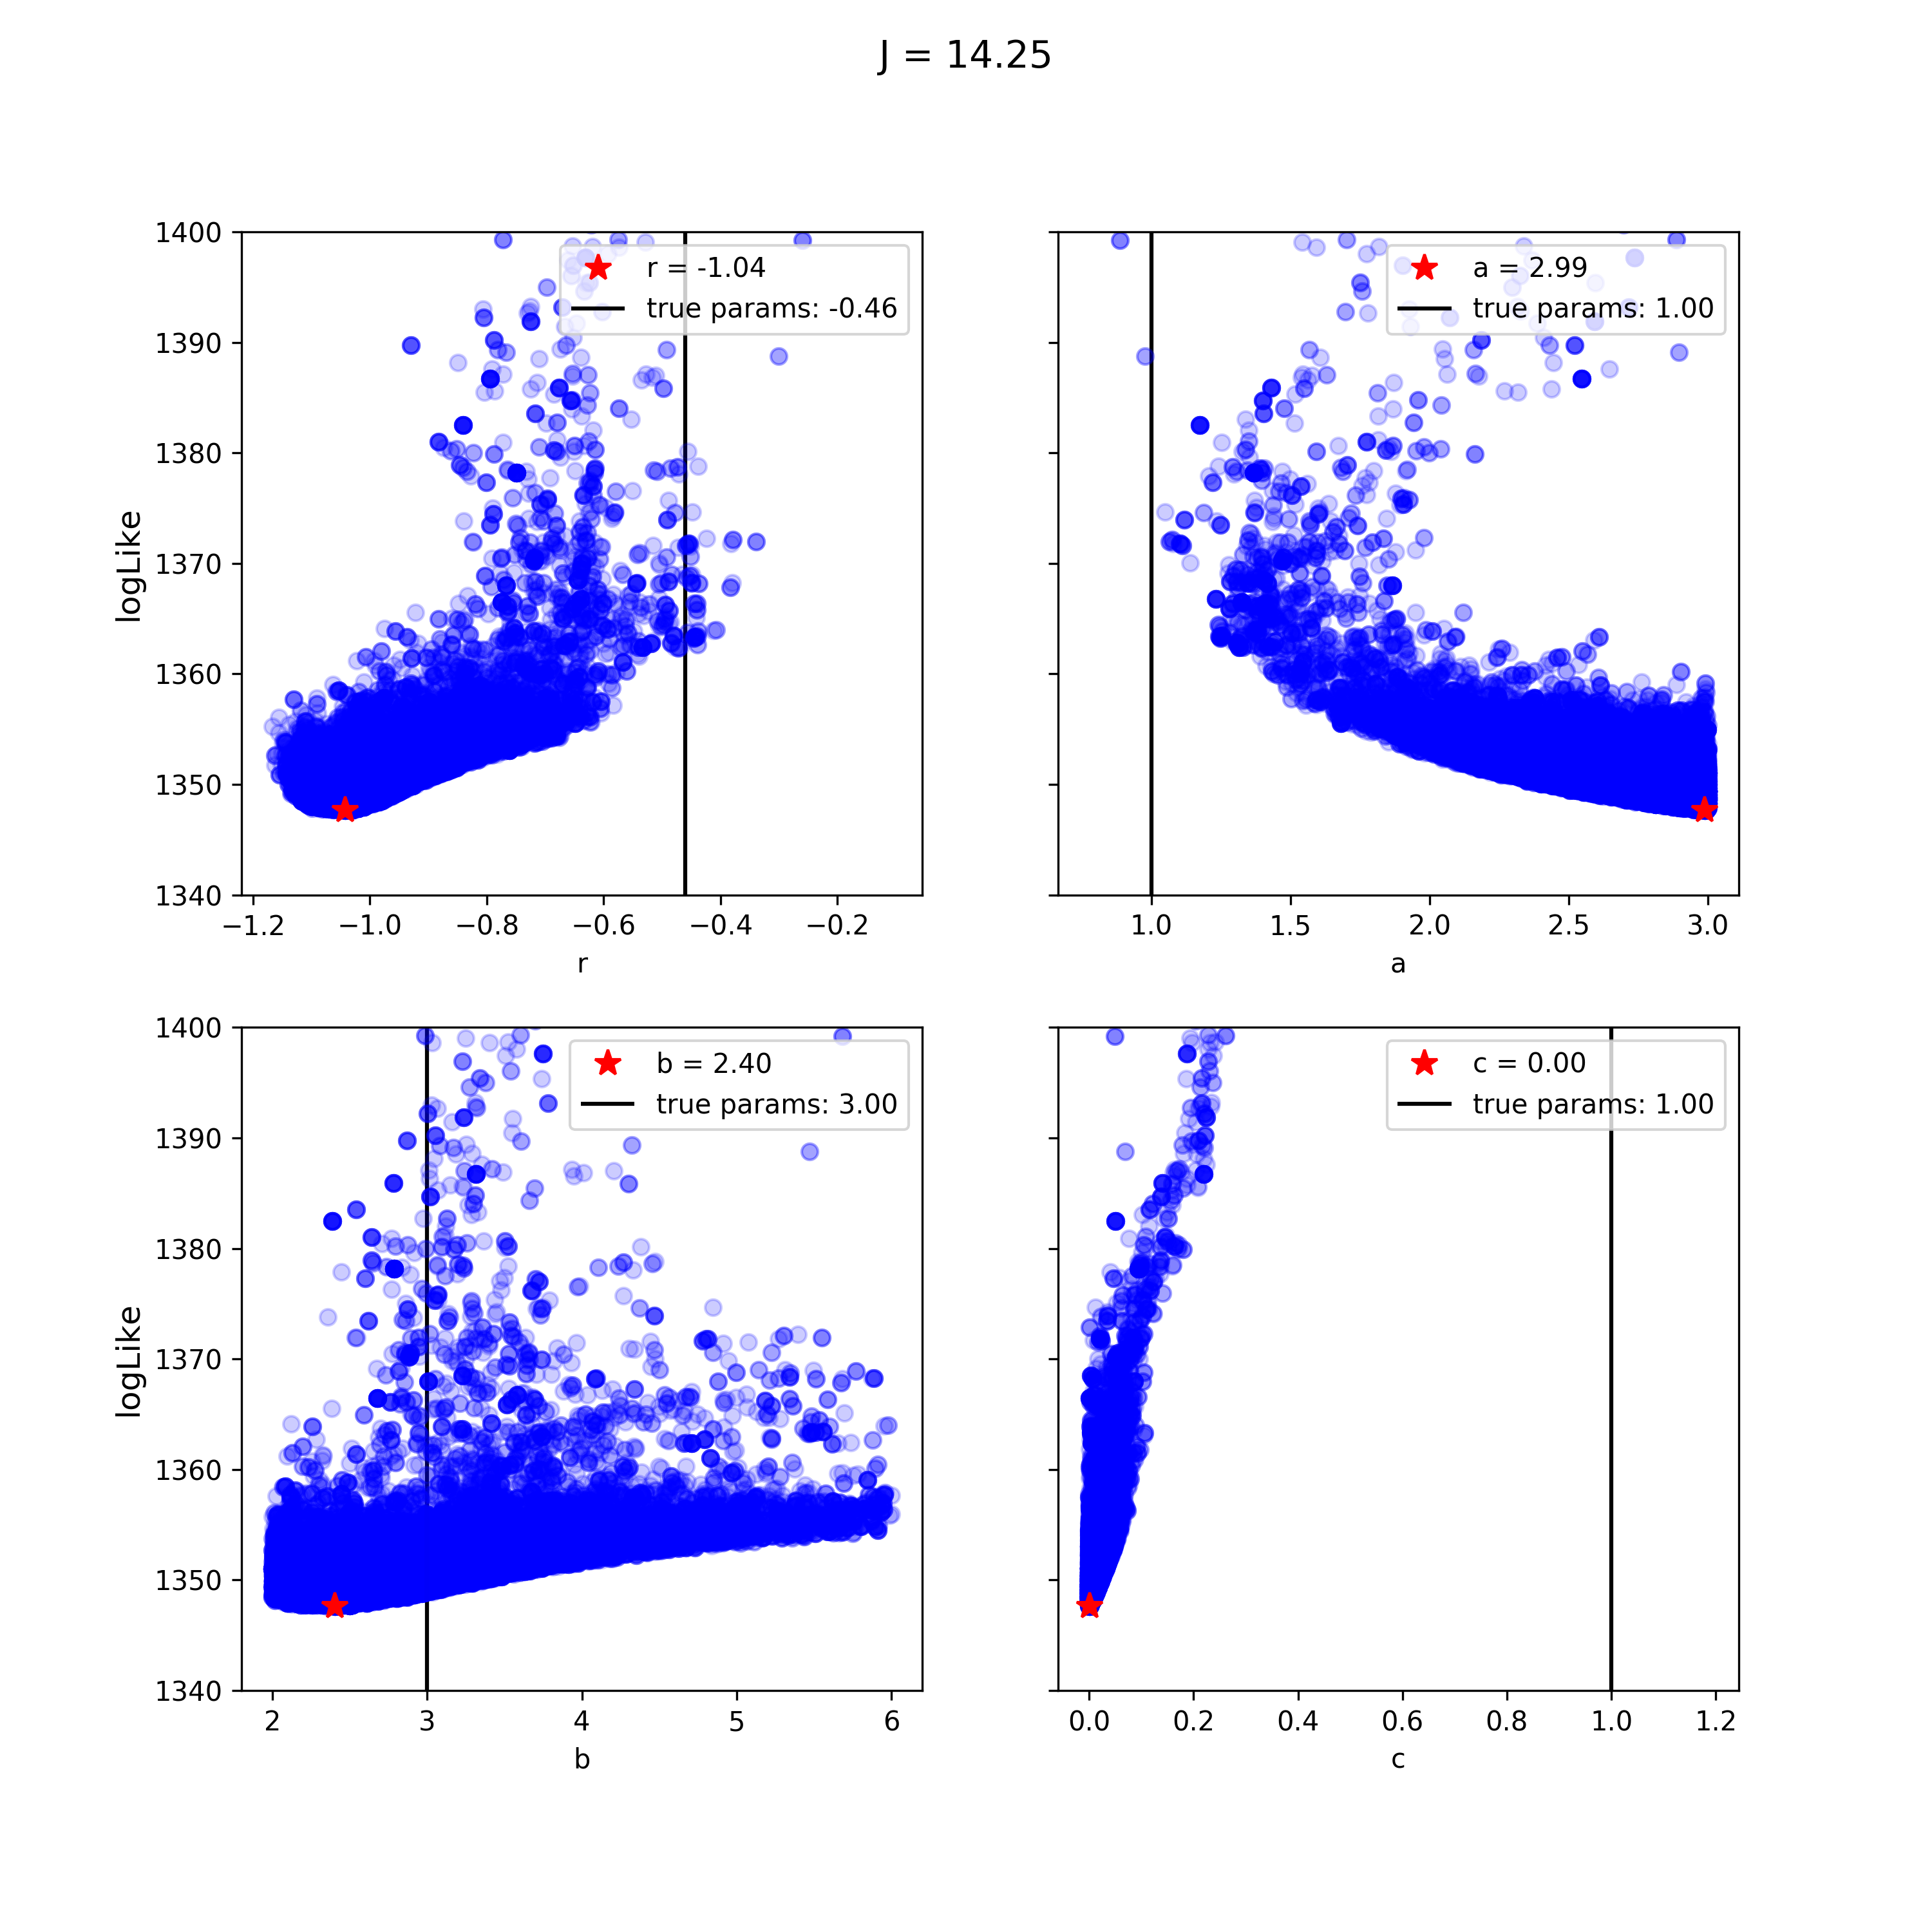 J = 14.25
1400
1390
1380
1370
1360
1350
1340
logLike
r = -1.04
true params: -0.46
−1.2 −1.0 −0.8 −0.6 −0.4 −0.2
r
a = 2.99
true params: 1.00
1.0 1.5 2.0 2.5 3.0
a
1400
1390
1380
1370
1360
1350
1340
logLike
b = 2.40
true params: 3.00
2 3 4 5 6
b
c = 0.00
true params: 1.00
0.0 0.2 0.4 0.6 0.8 1.0 1.2
c